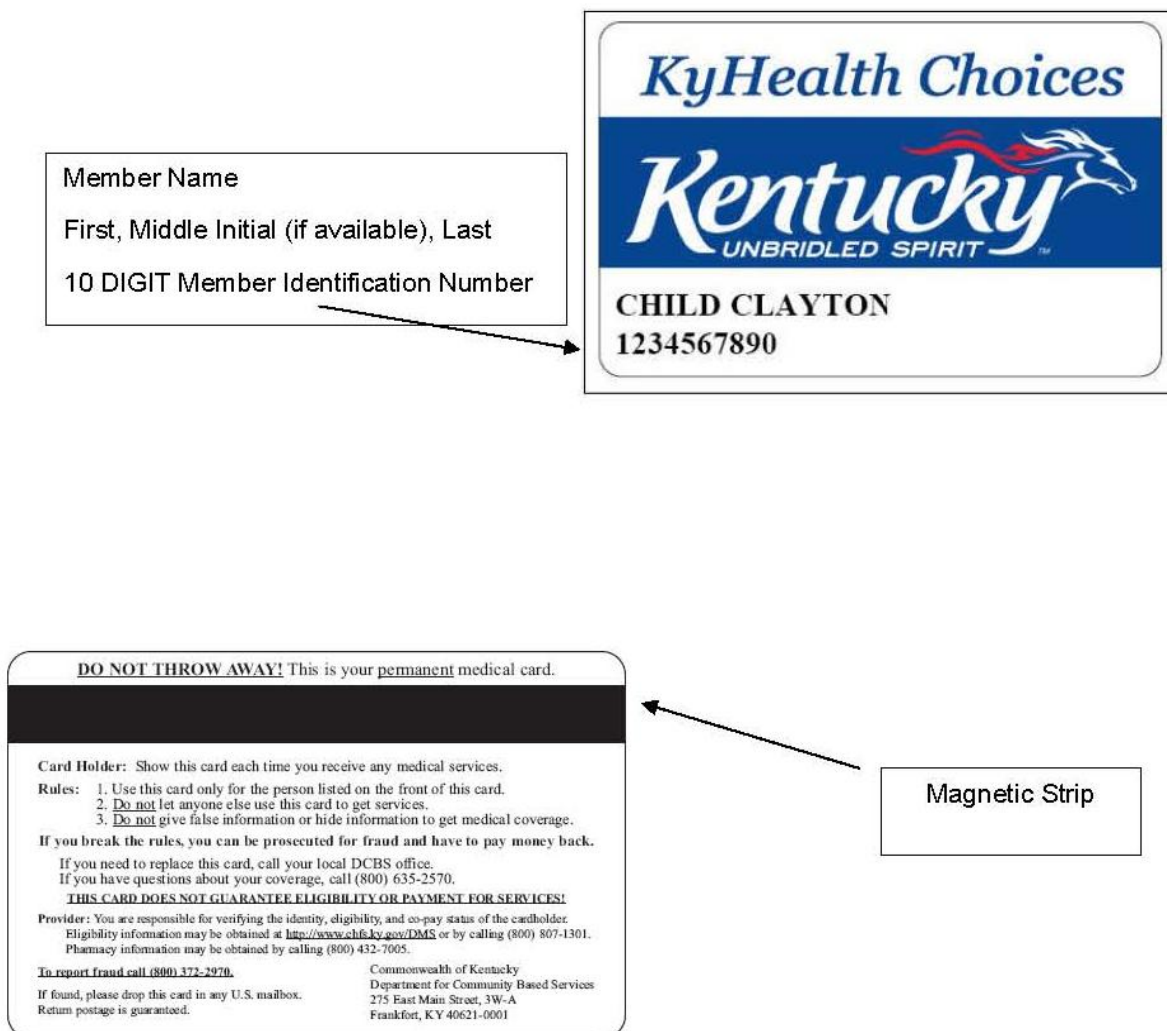 KyHealth Choices
Kentucky
UNBRIDLED SPIRIT™
CHILD CLAYTON
1234567890
Member Name
First, Middle Initial (if available), Last
10 DIGIT Member Identification Number
DO NOT THROW AWAY! This is your permanent medical card.
Card Holder: Show this card each time you receive any medical services.
Rules: 1. Use this card only for the person listed on the front of this card.
2. Do not let anyone else use this card to get services.
3. Do not give false information or hide information to get medical coverage.
If you break the rules, you can be prosecuted for fraud and have to pay money back.
If you need to replace this card, call your local DCBS office.
If you have questions about your coverage, call (800) 635-2570.
THIS CARD DOES NOT GUARANTEE ELIGIBILITY OR PAYMENT FOR SERVICES!
Provider: You are responsible for verifying the identity, eligibility, and co-pay status of the cardholder.
Eligibility information may be obtained at http://www.chfs.ky.gov/DMS or by calling (800) 807-1301.
Pharmacy information may be obtained by calling (800) 432-7005.
To report fraud call (800) 372-2970.
If found, please drop this card in any U.S. mailbox.
Return postage is guaranteed.
Commonwealth of Kentucky
Department for Community Based Services
275 East Main Street, 3W-A
Frankfort, KY 40621-0001
Magnetic Strip